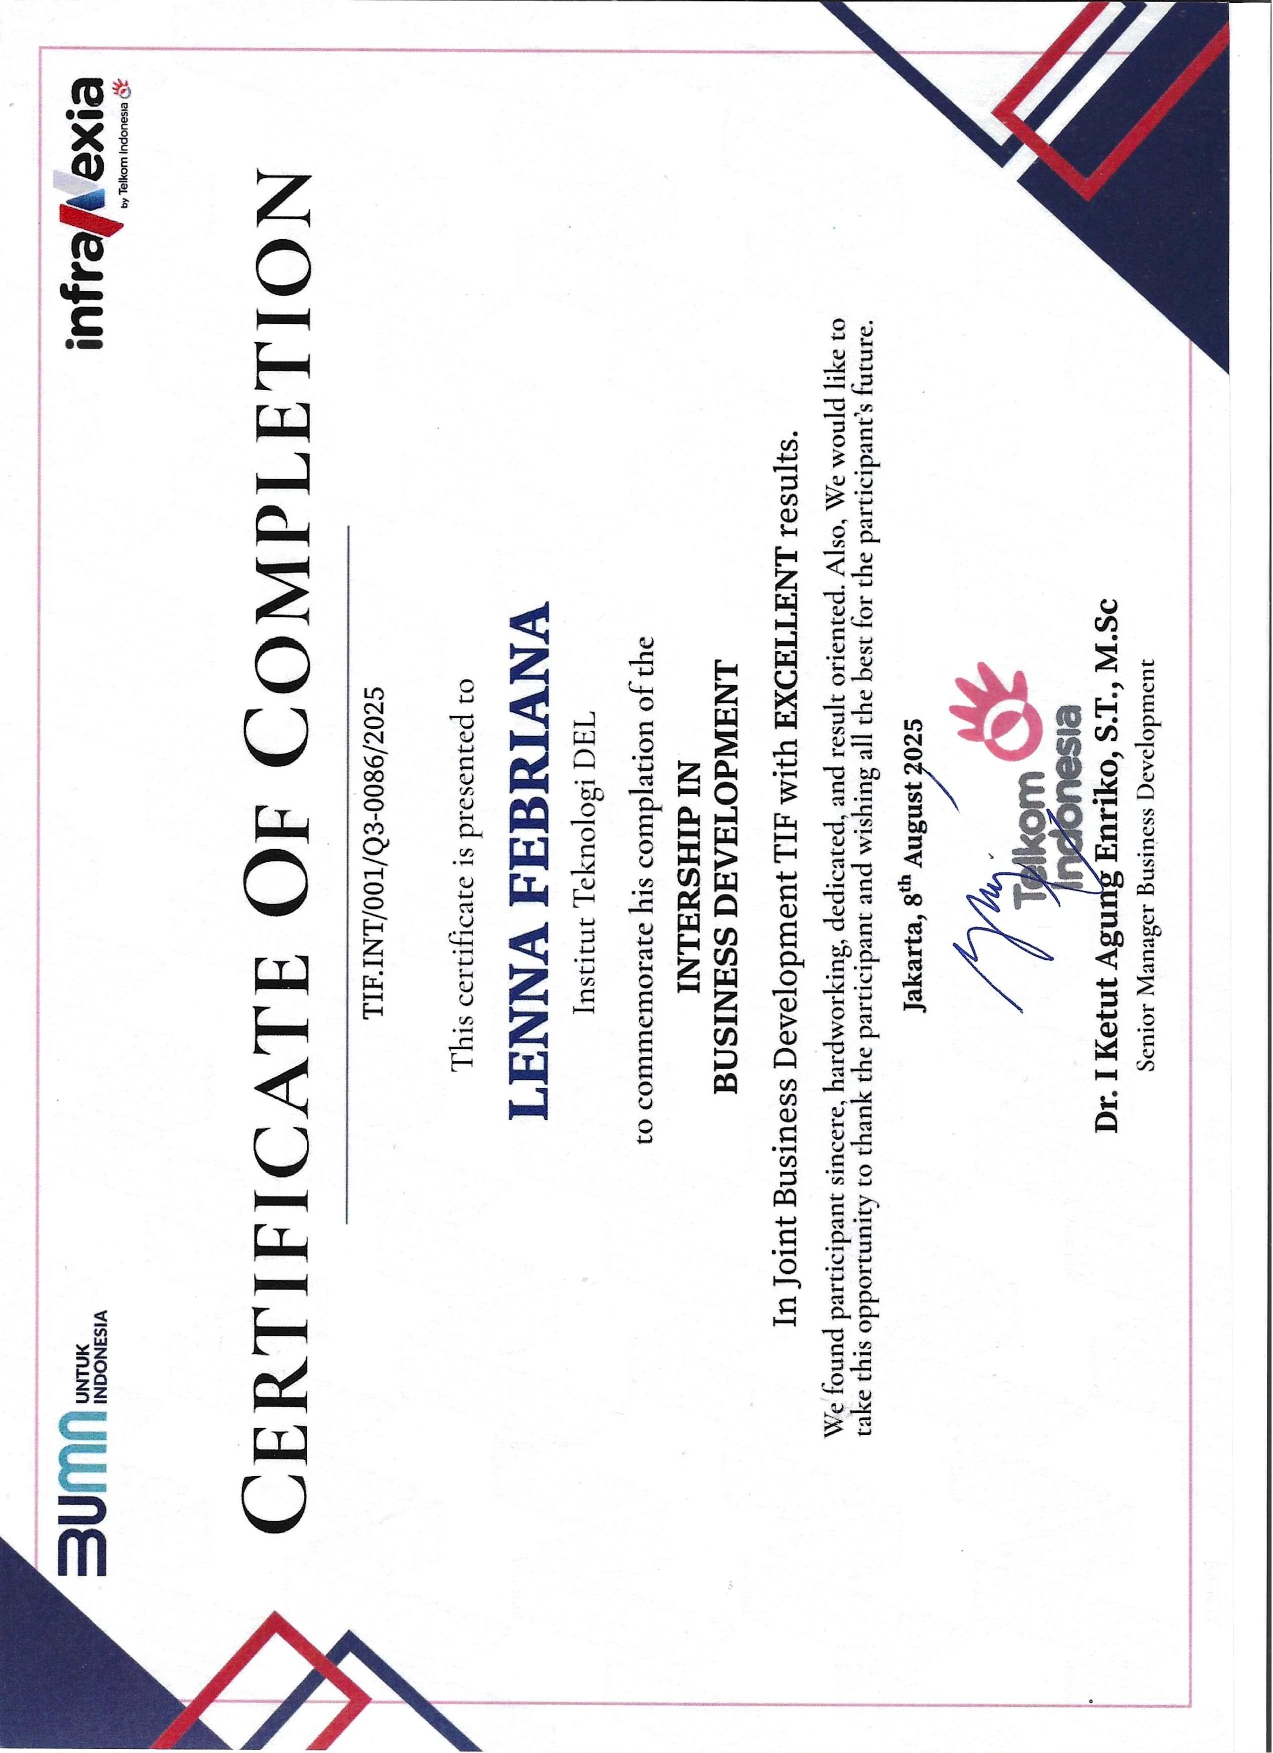 BUMN UNTUK
INDONESIA
infraNexia
by Telkom Indonesia
CERTIFICATE OF COMPLETION
TIF.INT/001/Q3-0086/2025
This certificate is presented to
LENNA FEBRIANA
Institut Teknologi DEL
to commemorate his complation of the
INTERSHIP IN
BUSINESS DEVELOPMENT
In Joint Business Development TIF with EXCELLENT results.
We found participant sincere, hardworking, dedicated, and result oriented. Also, We would like to
take this opportunity to thank the participant and wishing all the best for the participant's future.
Jakarta, 8th August 2025
Telkom
Indonesia
Dr. I Ketut Agung Enriko, S.T., M.Sc
Senior Manager Business Development